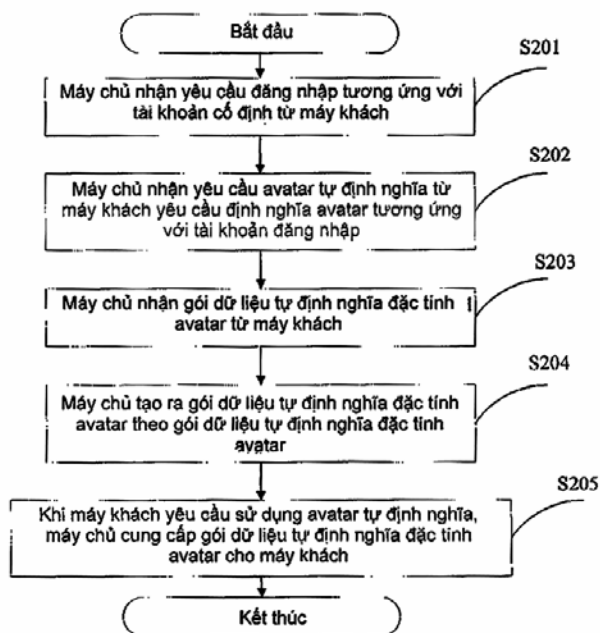 Bắt đầu
S201
Máy chủ nhận yêu cầu đăng nhập tương ứng với
tài khoản cố định từ máy khách
S202
Máy chủ nhận yêu cầu avatar tự định nghĩa từ
máy khách yêu cầu định nghĩa avatar tương ứng
với tài khoản đăng nhập
S203
Máy chủ nhận gói dữ liệu tự định nghĩa đặc tính
avatar từ máy khách
S204
Máy chủ tạo ra gói dữ liệu tự định nghĩa đặc tính
avatar theo gói dữ liệu tự định nghĩa đặc tính
avatar
S205
Khi máy khách yêu cầu sử dụng avatar tự định nghĩa,
máy chủ cung cấp gói dữ liệu tự định nghĩa đặc tính
avatar cho máy khách
Kết thúc